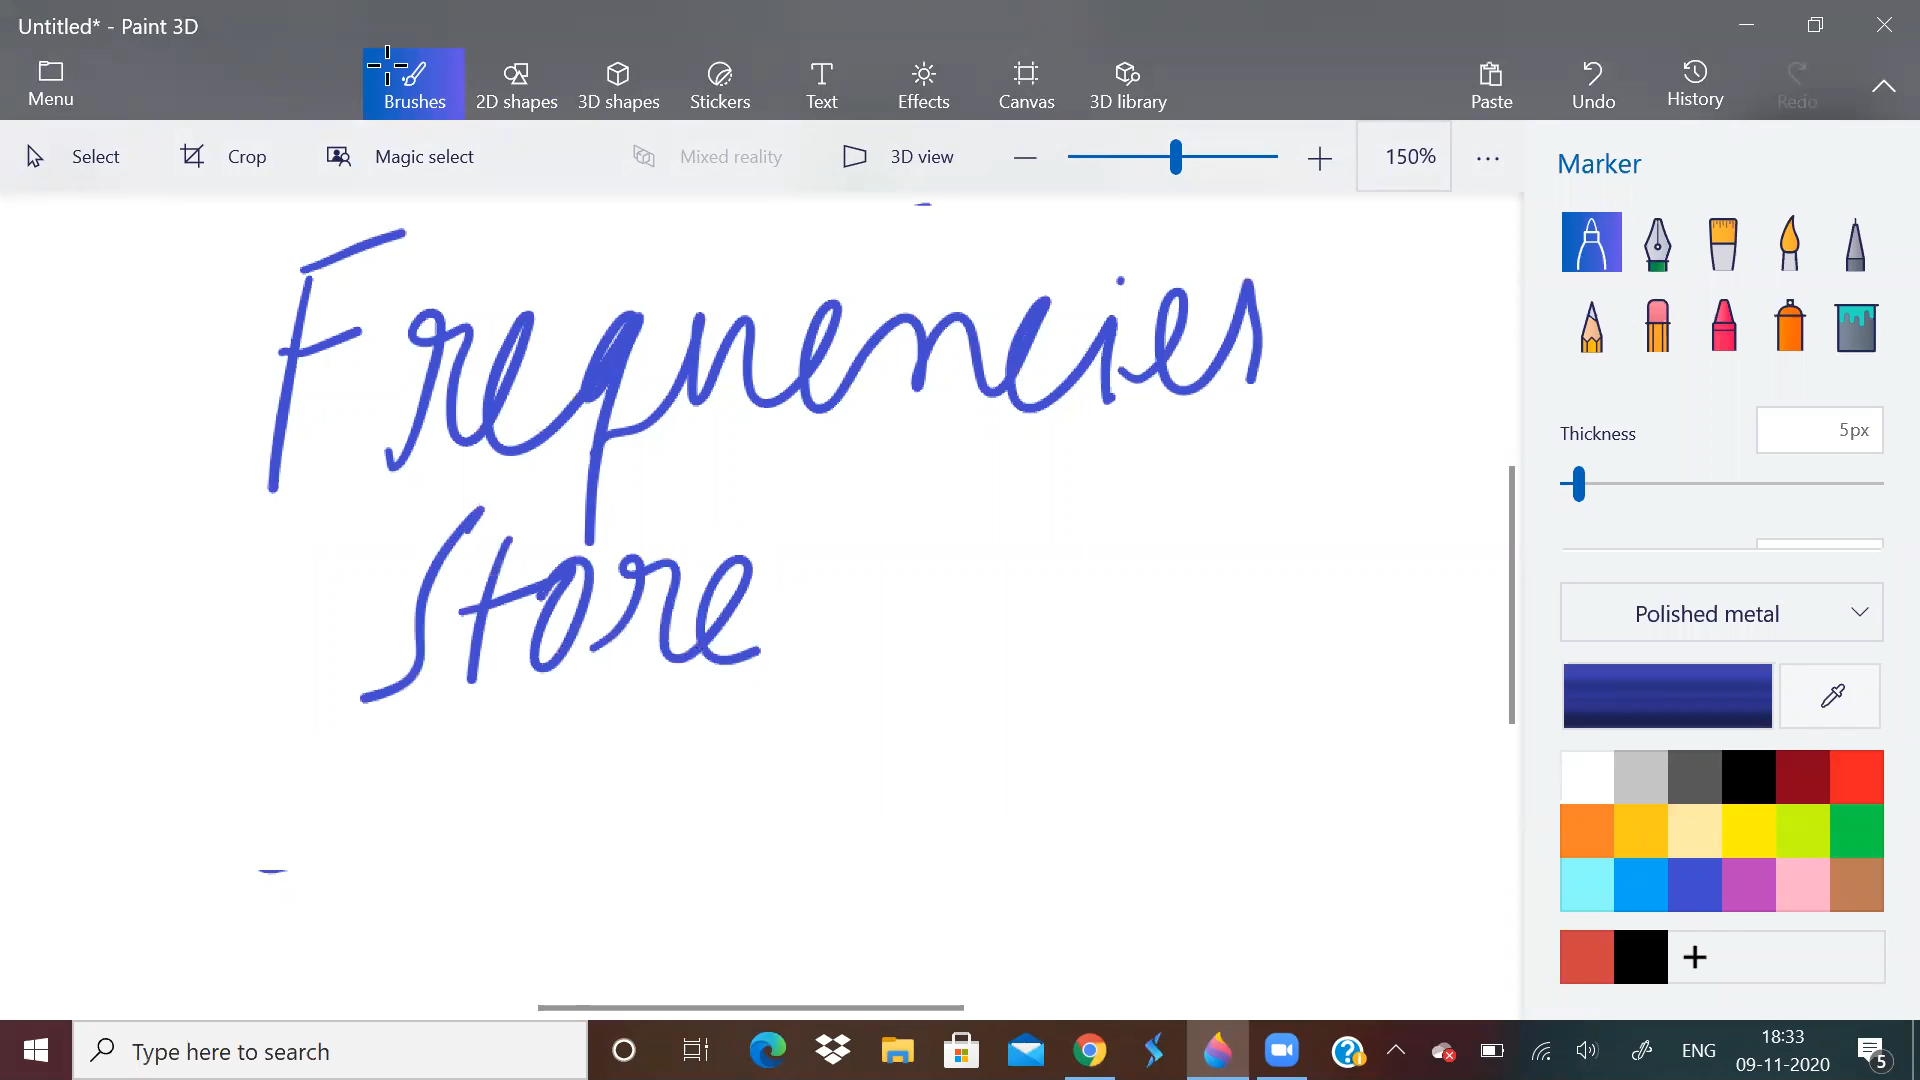 Untitled* - Paint 3D
Menu
Brushes
2D shapes
3D shapes
Stickers
Text
Effects
Canvas
3D library
Paste
Undo
History
Redo
Select
Crop
Magic select
Mixed reality
3D view
150%
Marker
Frequencies
Store
Thickness
5px
Polished metal
Type here to search
ENG
18:33
09-11-2020
5